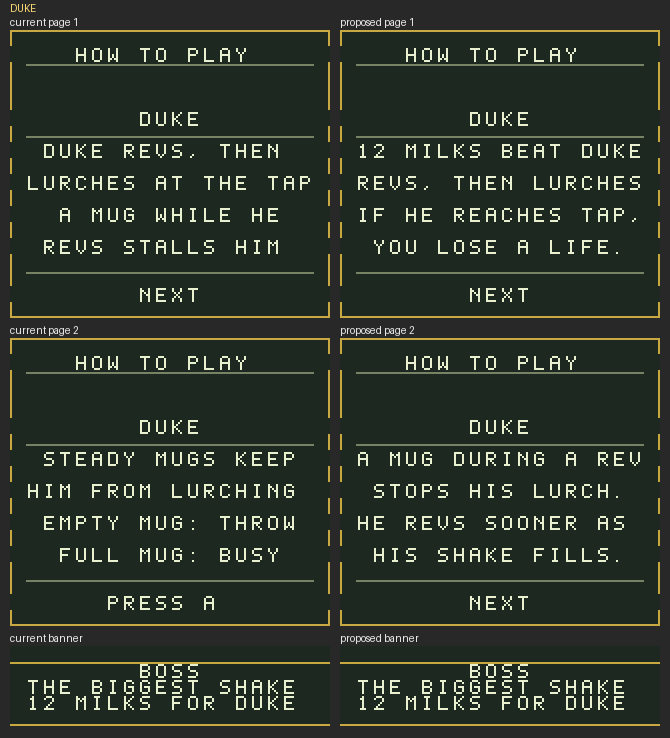 DUKE
current page 1
HOW TO PLAY
DUKE
DUKE REVS, THEN
LURCHES AT THE TAP
A MUG WHILE HE
REVS STALLS HIM
NEXT
proposed page 1
HOW TO PLAY
DUKE
12 MILKS BEAT DUKE
REVS, THEN LURCHES
IF HE REACHES TAP,
YOU LOSE A LIFE.
NEXT
current page 2
HOW TO PLAY
DUKE
STEADY MUGS KEEP
HIM FROM LURCHING
EMPTY MUG: THROW
FULL MUG: BUSY
PRESS A
proposed page 2
HOW TO PLAY
DUKE
A MUG DURING A REV
STOPS HIS LURCH.
HE REVS SOONER AS
HIS SHAKE FILLS.
NEXT
current banner
BOSS
THE BIGGEST SHAKE
12 MILKS FOR DUKE
proposed banner
BOSS
THE BIGGEST SHAKE
12 MILKS FOR DUKE